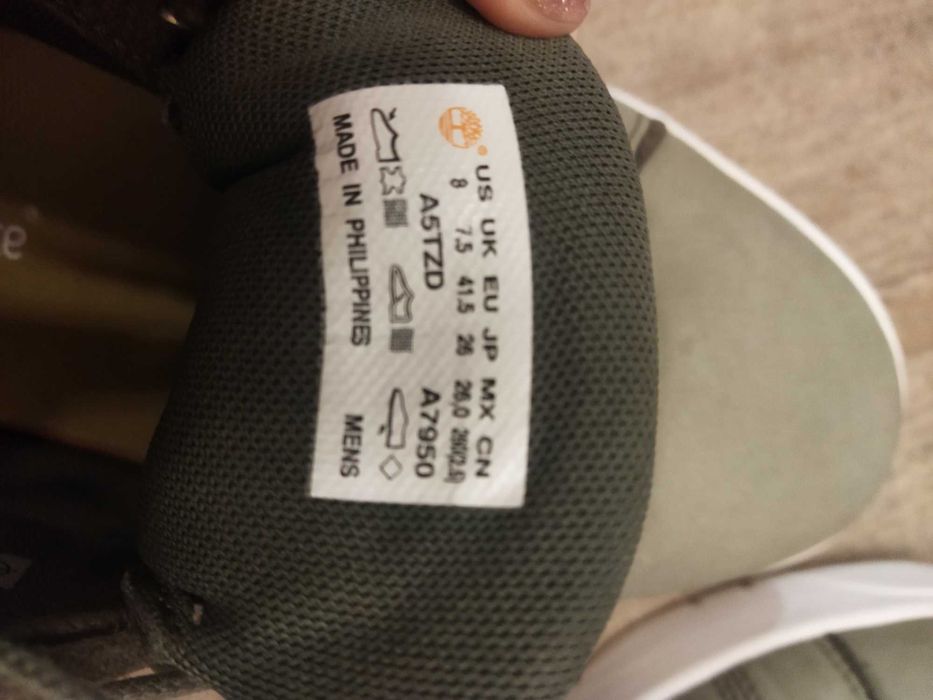 US UK EU JP MX CN
8 7.5 41.5 26 26.0 260(2.5)
A5TZD A7950
MADE IN PHILIPPINES MENS